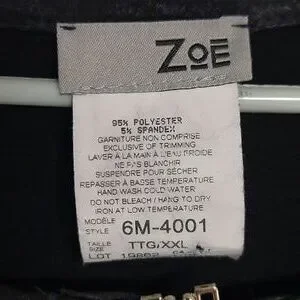 ZOË
95% POLYESTER
5% SPANDEX
GARNITURE NON COMPRISE
EXCLUSIVE OF TRIMMING
LAVER À LA MAIN À L'EAU FROIDE
NE PAS BLANCHIR
SUSPENDRE POUR SÉCHER
REPASSER À BASSE TEMPÉRATURE
HAND WASH COLD WATER
DO NOT BLEACH / HANG TO DRY
IRON AT LOW TEMPERATURE
MODÈLE
STYLE 6M-4001
TAILLE
SIZE TTG/XXL
LOT